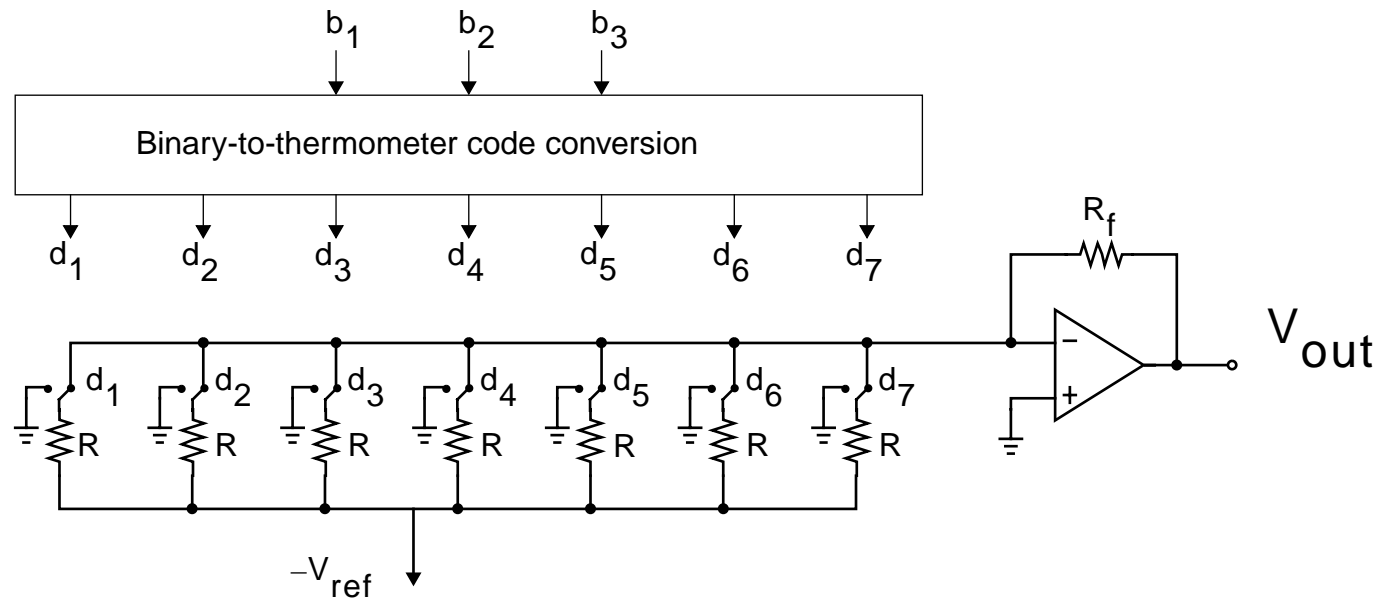 b1 b2 b3
Binary-to-thermometer code conversion
d1 d2 d3 d4 d5 d6 d7
Rf
Vout
d1 d2 d3 d4 d5 d6 d7
− +
R R R R R R R
−Vref